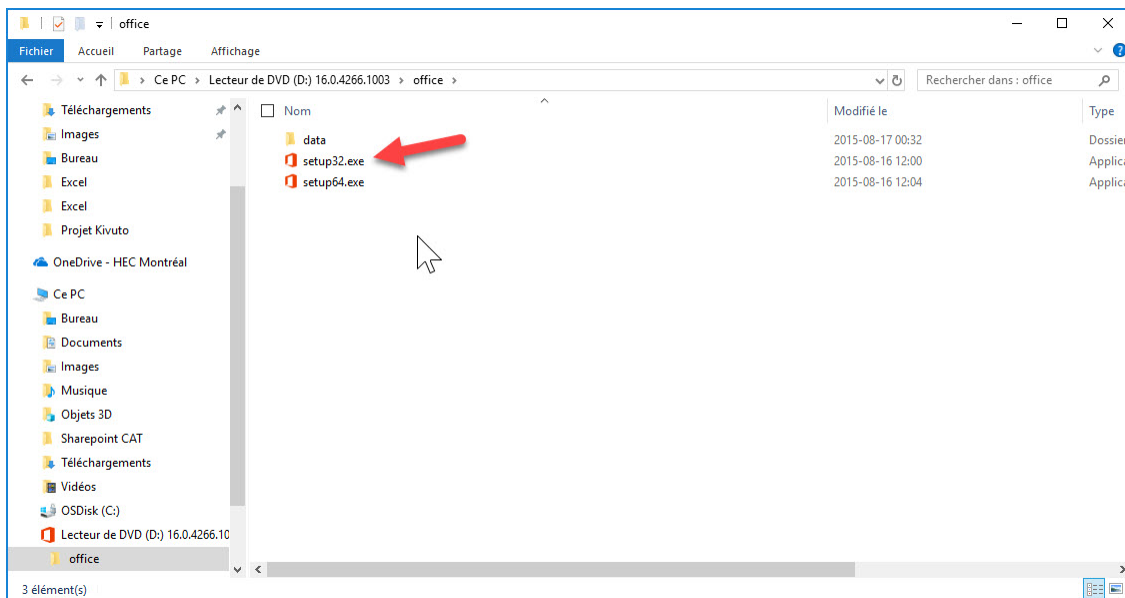 office
Fichier Accueil Partage Affichage
Ce PC > Lecteur de DVD (D:) 16.0.4266.1003 > office > Rechercher dans : office
Téléchargements
Images
Bureau
Excel
Excel
Projet Kivuto
OneDrive - HEC Montréal
Ce PC
Bureau
Documents
Images
Musique
Objets 3D
Sharepoint CAT
Téléchargements
Vidéos
OSDisk (C:)
Lecteur de DVD (D:) 16.0.4266.10
office
Nom Modifié le Type
data 2015-08-17 00:32 Dossier
setup32.exe 2015-08-16 12:00 Applica
setup64.exe 2015-08-16 12:04 Applica
3 élément(s)